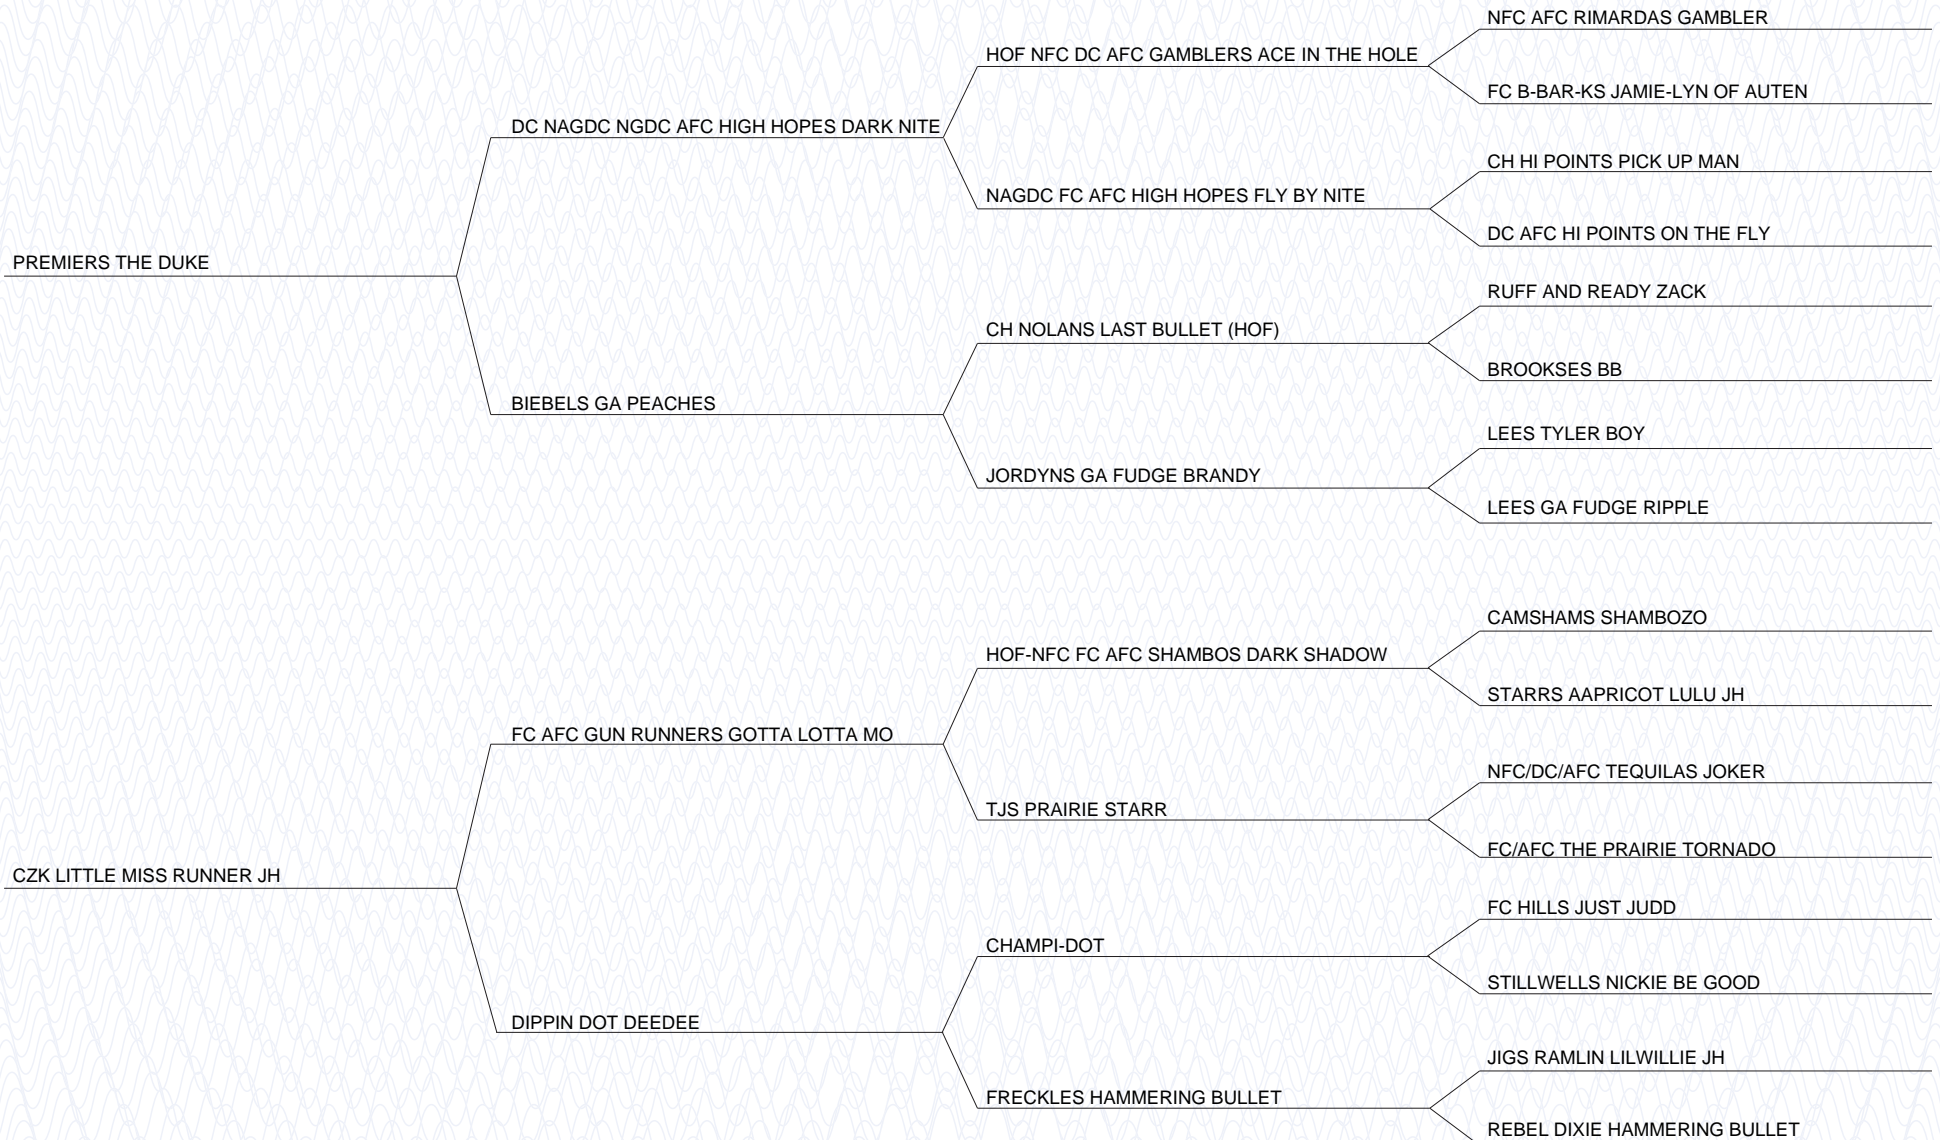 NFC AFC RIMARDAS GAMBLER
HOF NFC DC AFC GAMBLERS ACE IN THE HOLE
FC B-BAR-KS JAMIE-LYN OF AUTEN
DC NAGDC NGDC AFC HIGH HOPES DARK NITE
CH HI POINTS PICK UP MAN
NAGDC FC AFC HIGH HOPES FLY BY NITE
DC AFC HI POINTS ON THE FLY
PREMIERS THE DUKE
RUFF AND READY ZACK
CH NOLANS LAST BULLET (HOF)
BROOKSES BB
BIEBELS GA PEACHES
LEES TYLER BOY
JORDYNS GA FUDGE BRANDY
LEES GA FUDGE RIPPLE
CAMSHAMS SHAMBOZO
HOF-NFC FC AFC SHAMBOS DARK SHADOW
STARRS AAPRICOT LULU JH
FC AFC GUN RUNNERS GOTTA LOTTA MO
NFC/DC/AFC TEQUILAS JOKER
TJS PRAIRIE STARR
FC/AFC THE PRAIRIE TORNADO
CZK LITTLE MISS RUNNER JH
FC HILLS JUST JUDD
CHAMPI-DOT
STILLWELLS NICKIE BE GOOD
DIPPIN DOT DEEDEE
JIGS RAMLIN LILWILLIE JH
FRECKLES HAMMERING BULLET
REBEL DIXIE HAMMERING BULLET